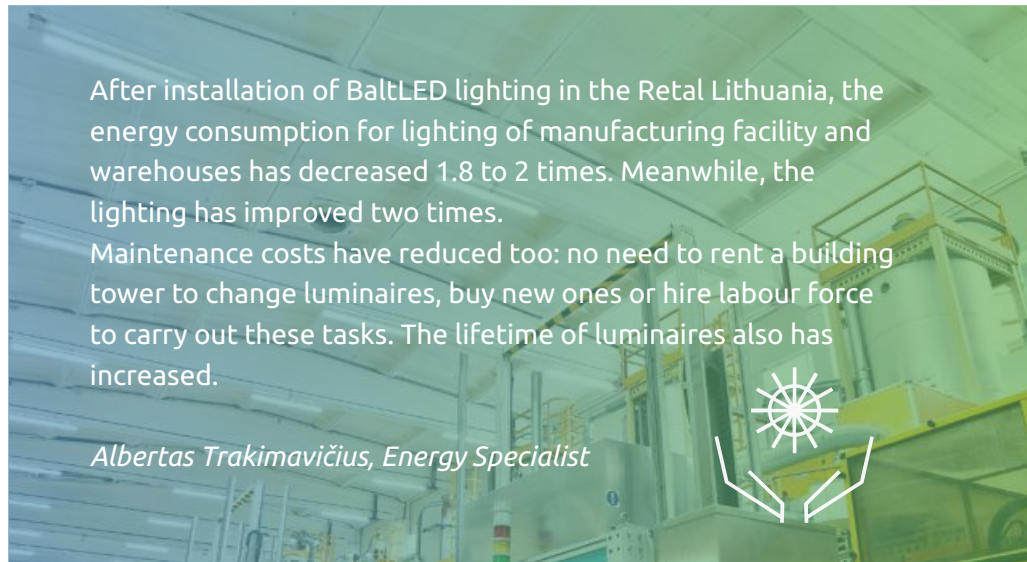 After installation of BaltLED lighting in the Retal Lithuania, the
energy consumption for lighting of manufacturing facility and
warehouses has decreased 1.8 to 2 times. Meanwhile, the
lighting has improved two times.
Maintenance costs have reduced too: no need to rent a building
tower to change luminaires, buy new ones or hire labour force
to carry out these tasks. The lifetime of luminaires also has
increased.
Albertas Trakimavičius, Energy Specialist